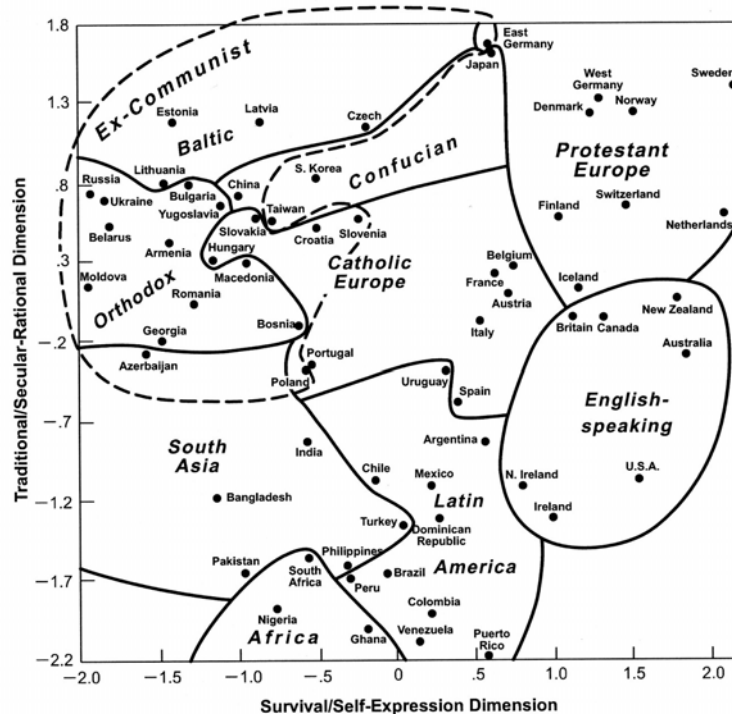 1.8
1.3
.8
.3
−.2
−.7
−1.2
−1.7
−2.2
Traditional/Secular-Rational Dimension
Ex-Communist
East
Germany
Japan
Sweden
West
Germany
Denmark
Norway
Estonia
Latvia
Czech
Baltic
Protestant
Europe
Confucian
S. Korea
Lithuania
Russia
Bulgaria
China
Ukraine
Yugoslavia
Taiwan
Switzerland
Finland
Netherlands
Belarus
Slovakia
Croatia
Slovenia
Armenia
Hungary
Macedonia
Catholic
Europe
Belgium
France
Austria
Iceland
Moldova
Orthodox
Romania
Italy
New Zealand
Britain
Canada
Georgia
Bosnia
Australia
Azerbaijan
Portugal
Poland
Uruguay
Spain
English-
speaking
South
Asia
India
Argentina
Chile
Mexico
N. Ireland
U.S.A.
Bangladesh
Latin
America
Turkey
Dominican
Republic
Ireland
Pakistan
South
Africa
Philippines
Peru
Brazil
Nigeria
Africa
Ghana
Colombia
Venezuela
Puerto
Rico
−2.0
−1.5
−1.0
−.5
0
.5
1.0
1.5
2.0
Survival/Self-Expression Dimension